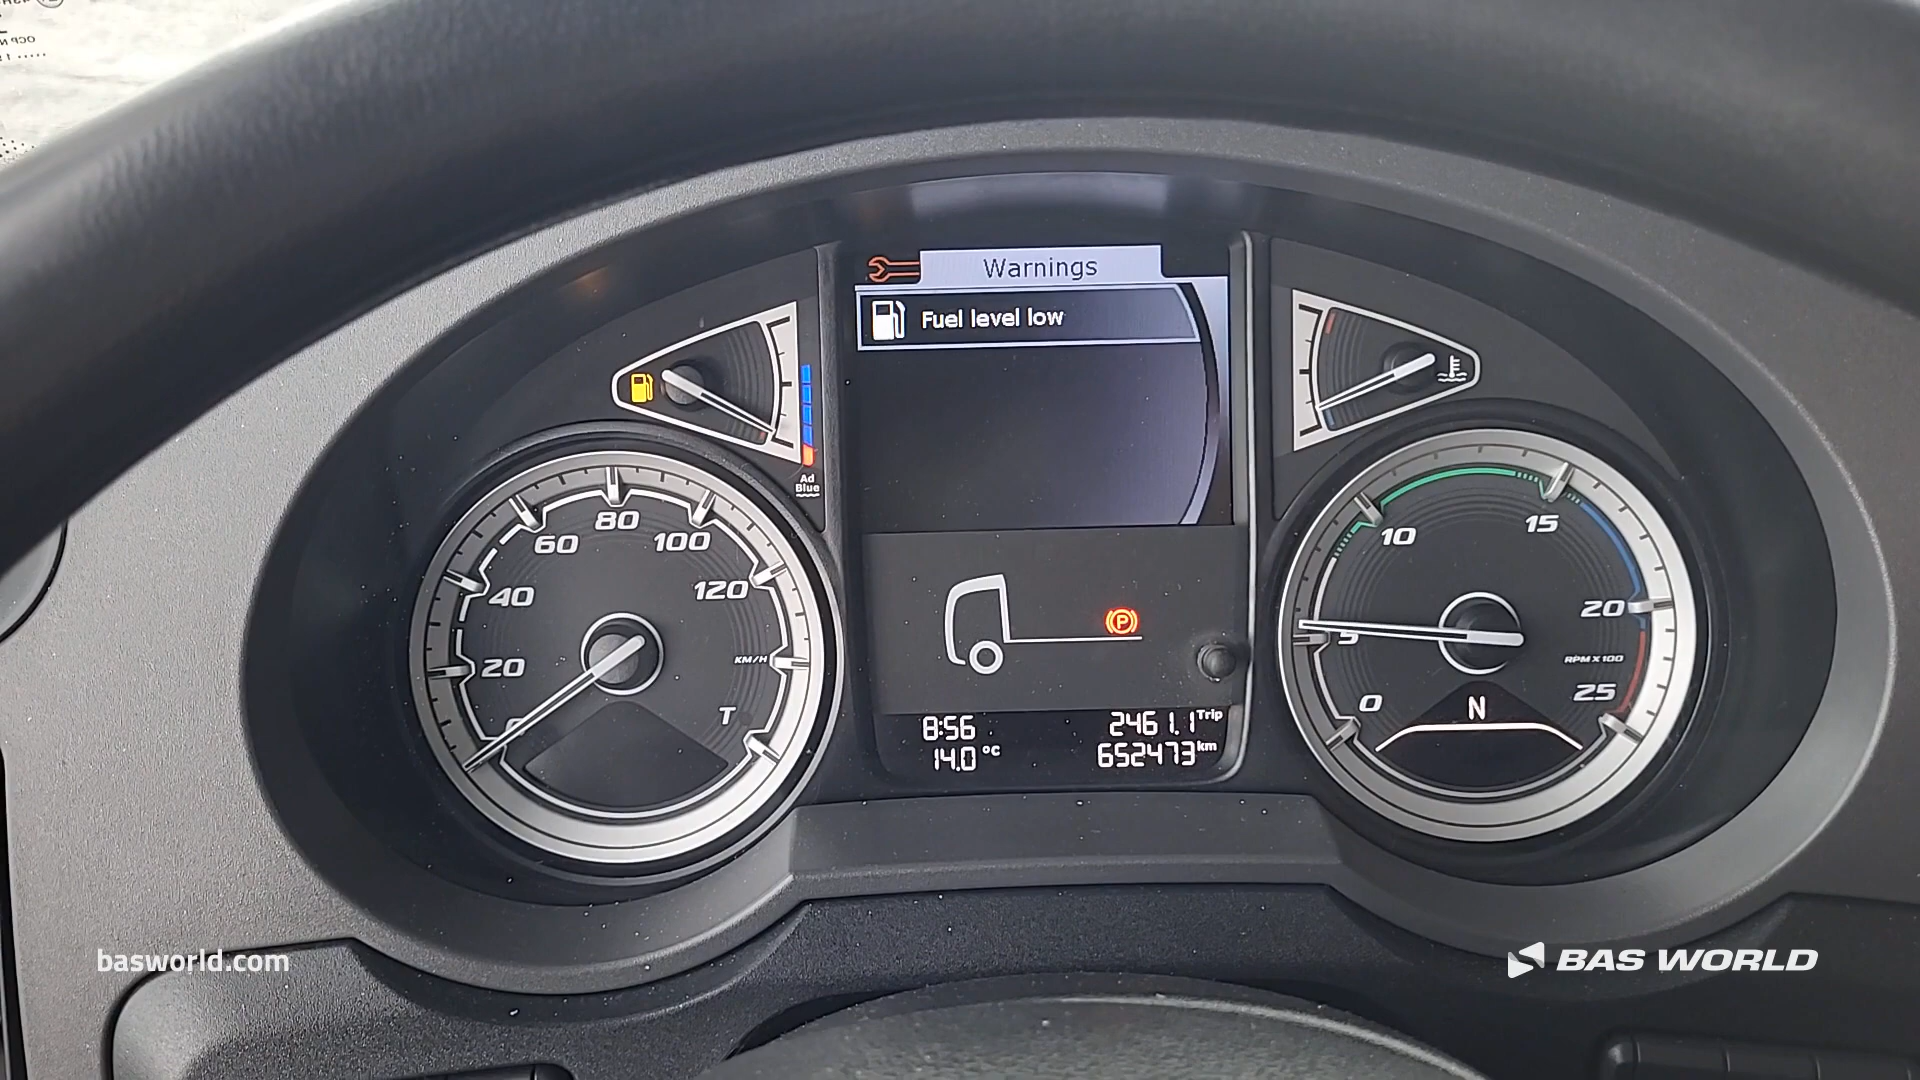 Warnings
Fuel level low
Ad
Blue
80
60
100
40
120
20
KM/H
0
T
P
8:56
2461.1 Trip
14.0 °C
652473 km
10
15
5
20
RPM X 100
0
25
N
basworld.com
BAS WORLD